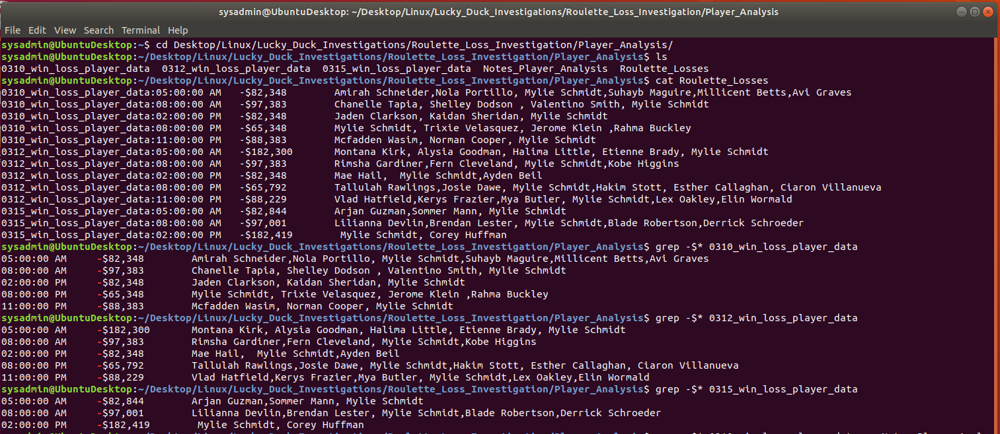 sysadmin@UbuntuDesktop: ~/Desktop/Linux/Lucky_Duck_Investigations/Roulette_Loss_Investigation/Player_Analysis
File Edit View Search Terminal Help
sysadmin@UbuntuDesktop:~$ cd Desktop/Linux/Lucky_Duck_Investigations/Roulette_Loss_Investigation/Player_Analysis/
sysadmin@UbuntuDesktop:~/Desktop/Linux/Lucky_Duck_Investigations/Roulette_Loss_Investigation/Player_Analysis$ ls
0310_win_loss_player_data  0312_win_loss_player_data  0315_win_loss_player_data  Notes_Player_Analysis  Roulette_Losses
sysadmin@UbuntuDesktop:~/Desktop/Linux/Lucky_Duck_Investigations/Roulette_Loss_Investigation/Player_Analysis$ cat Roulette_Losses
0310_win_loss_player_data:05:00:00 AM   -$82,348        Amirah Schneider,Nola Portillo, Mylie Schmidt,Suhayb Maguire,Millicent Betts,Avi Graves
0310_win_loss_player_data:08:00:00 AM   -$97,383        Chanelle Tapia, Shelley Dodson , Valentino Smith, Mylie Schmidt
0310_win_loss_player_data:02:00:00 PM   -$82,348        Jaden Clarkson, Kaidan Sheridan, Mylie Schmidt
0310_win_loss_player_data:08:00:00 PM   -$65,348        Mylie Schmidt, Trixie Velasquez, Jerome Klein ,Rahma Buckley
0310_win_loss_player_data:11:00:00 PM   -$88,383        Mcfadden Wasim, Norman Cooper, Mylie Schmidt
0312_win_loss_player_data:05:00:00 AM   -$182,300       Montana Kirk, Alysia Goodman, Halima Little, Etienne Brady, Mylie Schmidt
0312_win_loss_player_data:08:00:00 AM   -$97,383        Rimsha Gardiner,Fern Cleveland, Mylie Schmidt,Kobe Higgins
0312_win_loss_player_data:02:00:00 PM   -$82,348        Mae Hail,  Mylie Schmidt,Ayden Beil
0312_win_loss_player_data:08:00:00 PM   -$65,792        Tallulah Rawlings,Josie Dawe, Mylie Schmidt,Hakim Stott, Esther Callaghan, Ciaron Villanueva
0312_win_loss_player_data:11:00:00 PM   -$88,229        Vlad Hatfield,Kerys Frazier,Mya Butler, Mylie Schmidt,Lex Oakley,Elin Wormald
0315_win_loss_player_data:05:00:00 AM   -$82,844        Arjan Guzman,Sommer Mann, Mylie Schmidt
0315_win_loss_player_data:08:00:00 AM   -$97,001        Lilianna Devlin,Brendan Lester, Mylie Schmidt,Blade Robertson,Derrick Schroeder
0315_win_loss_player_data:02:00:00 PM   -$182,419        Mylie Schmidt, Corey Huffman
sysadmin@UbuntuDesktop:~/Desktop/Linux/Lucky_Duck_Investigations/Roulette_Loss_Investigation/Player_Analysis$ grep -$* 0310_win_loss_player_data
05:00:00 AM     -$82,348        Amirah Schneider,Nola Portillo, Mylie Schmidt,Suhayb Maguire,Millicent Betts,Avi Graves
08:00:00 AM     -$97,383        Chanelle Tapia, Shelley Dodson , Valentino Smith, Mylie Schmidt
02:00:00 PM     -$82,348        Jaden Clarkson, Kaidan Sheridan, Mylie Schmidt
08:00:00 PM     -$65,348        Mylie Schmidt, Trixie Velasquez, Jerome Klein ,Rahma Buckley
11:00:00 PM     -$88,383        Mcfadden Wasim, Norman Cooper, Mylie Schmidt
sysadmin@UbuntuDesktop:~/Desktop/Linux/Lucky_Duck_Investigations/Roulette_Loss_Investigation/Player_Analysis$ grep -$* 0312_win_loss_player_data
05:00:00 AM     -$182,300       Montana Kirk, Alysia Goodman, Halima Little, Etienne Brady, Mylie Schmidt
08:00:00 AM     -$97,383        Rimsha Gardiner,Fern Cleveland, Mylie Schmidt,Kobe Higgins
02:00:00 PM     -$82,348        Mae Hail,  Mylie Schmidt,Ayden Beil
08:00:00 PM     -$65,792        Tallulah Rawlings,Josie Dawe, Mylie Schmidt,Hakim Stott, Esther Callaghan, Ciaron Villanueva
11:00:00 PM     -$88,229        Vlad Hatfield,Kerys Frazier,Mya Butler, Mylie Schmidt,Lex Oakley,Elin Wormald
sysadmin@UbuntuDesktop:~/Desktop/Linux/Lucky_Duck_Investigations/Roulette_Loss_Investigation/Player_Analysis$ grep -$* 0315_win_loss_player_data
05:00:00 AM     -$82,844        Arjan Guzman,Sommer Mann, Mylie Schmidt
08:00:00 AM     -$97,001        Lilianna Devlin,Brendan Lester, Mylie Schmidt,Blade Robertson,Derrick Schroeder
02:00:00 PM     -$182,419        Mylie Schmidt, Corey Huffman